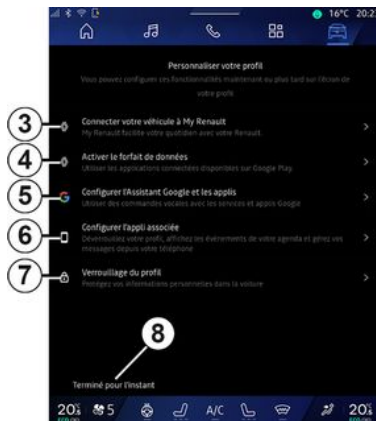 16°C 20:23
Personnaliser votre profil
Vous pouvez configurer ces fonctionnalités maintenant ou plus tard sur l'écran de
votre profil
3
Connecter votre véhicule à My Renault
My Renault facilite votre quotidien avec votre Renault
4
Activer le forfait de données
Utiliser les applications connectées disponibles sur Google Play
5
Configurer l'Assistant Google et les applis
Utiliser des commandes vocales avec les services et applis Google
6
Configurer l'appli associée
Déverrouillez votre profil, affichez les évènements de votre agenda et gérez vos
messages depuis votre téléphone
7
Verrouillage du profil
Protégez vos informations personnelles dans la voiture
8
Terminé pour l'instant
20 5 A/C 20